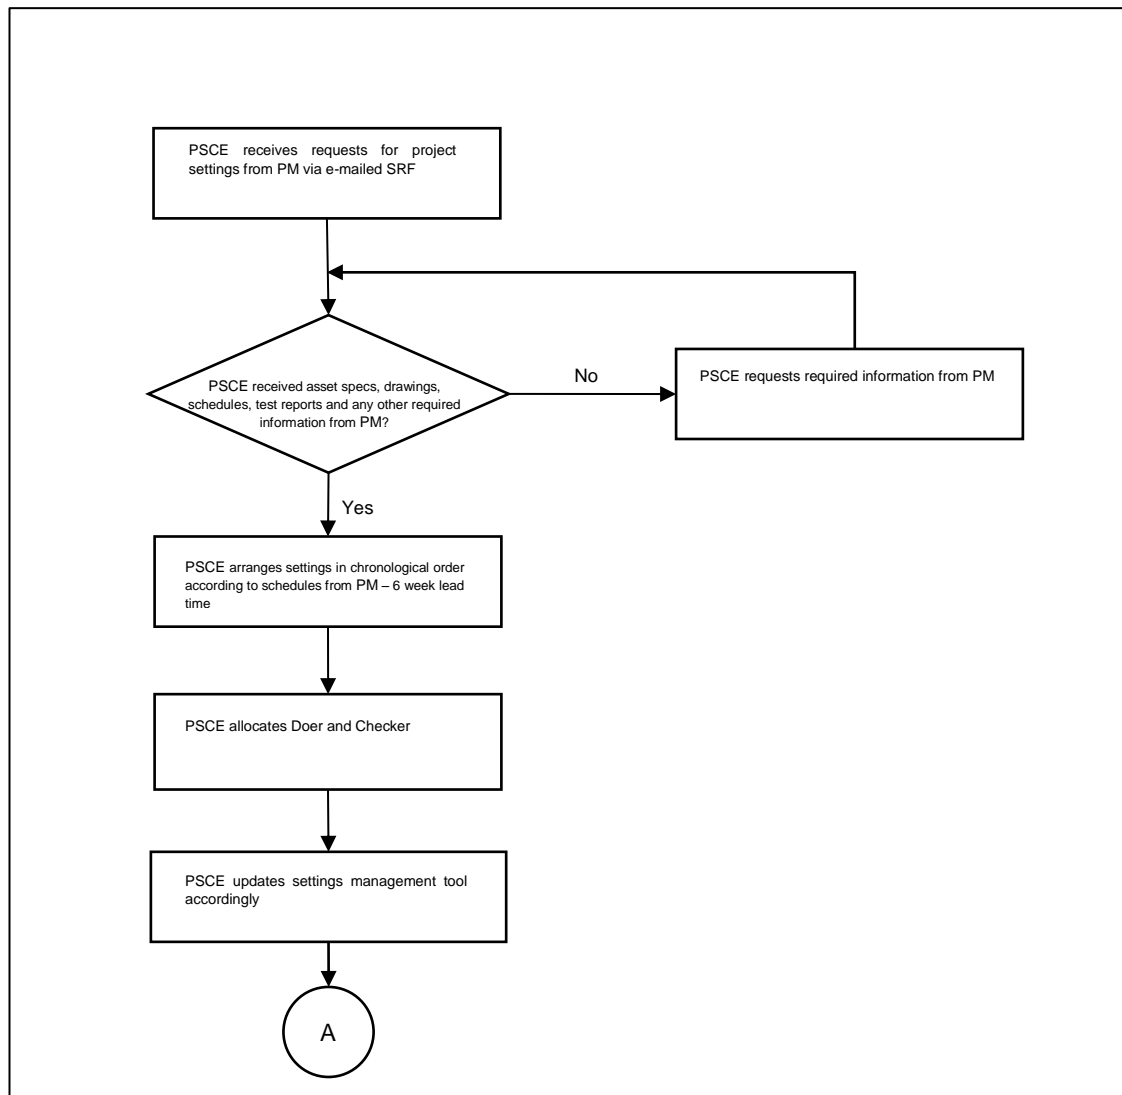 PSCE receives requests for project
settings from PM via e-mailed SRF
PSCE received asset specs, drawings,
schedules, test reports and any other required
information from PM?
No
PSCE requests required information from PM
Yes
PSCE arranges settings in chronological order
according to schedules from PM – 6 week lead
time
PSCE allocates Doer and Checker
PSCE updates settings management tool
accordingly
A